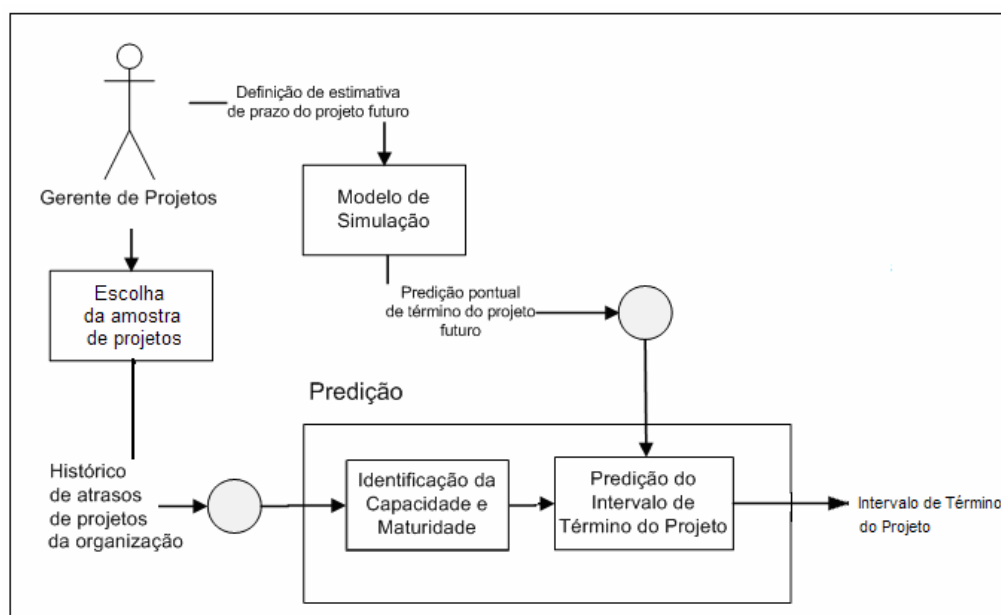 Definição de estimativa
de prazo do projeto futuro
Gerente de Projetos
Modelo de
Simulação
Escolha
da amostra
de projetos
Predição pontual
de término do projeto
futuro
Predição
Histórico
de atrasos
de projetos
da organização
Identificação da
Capacidade e
Maturidade
Predição do
Intervalo de
Término do Projeto
Intervalo de Término
do Projeto